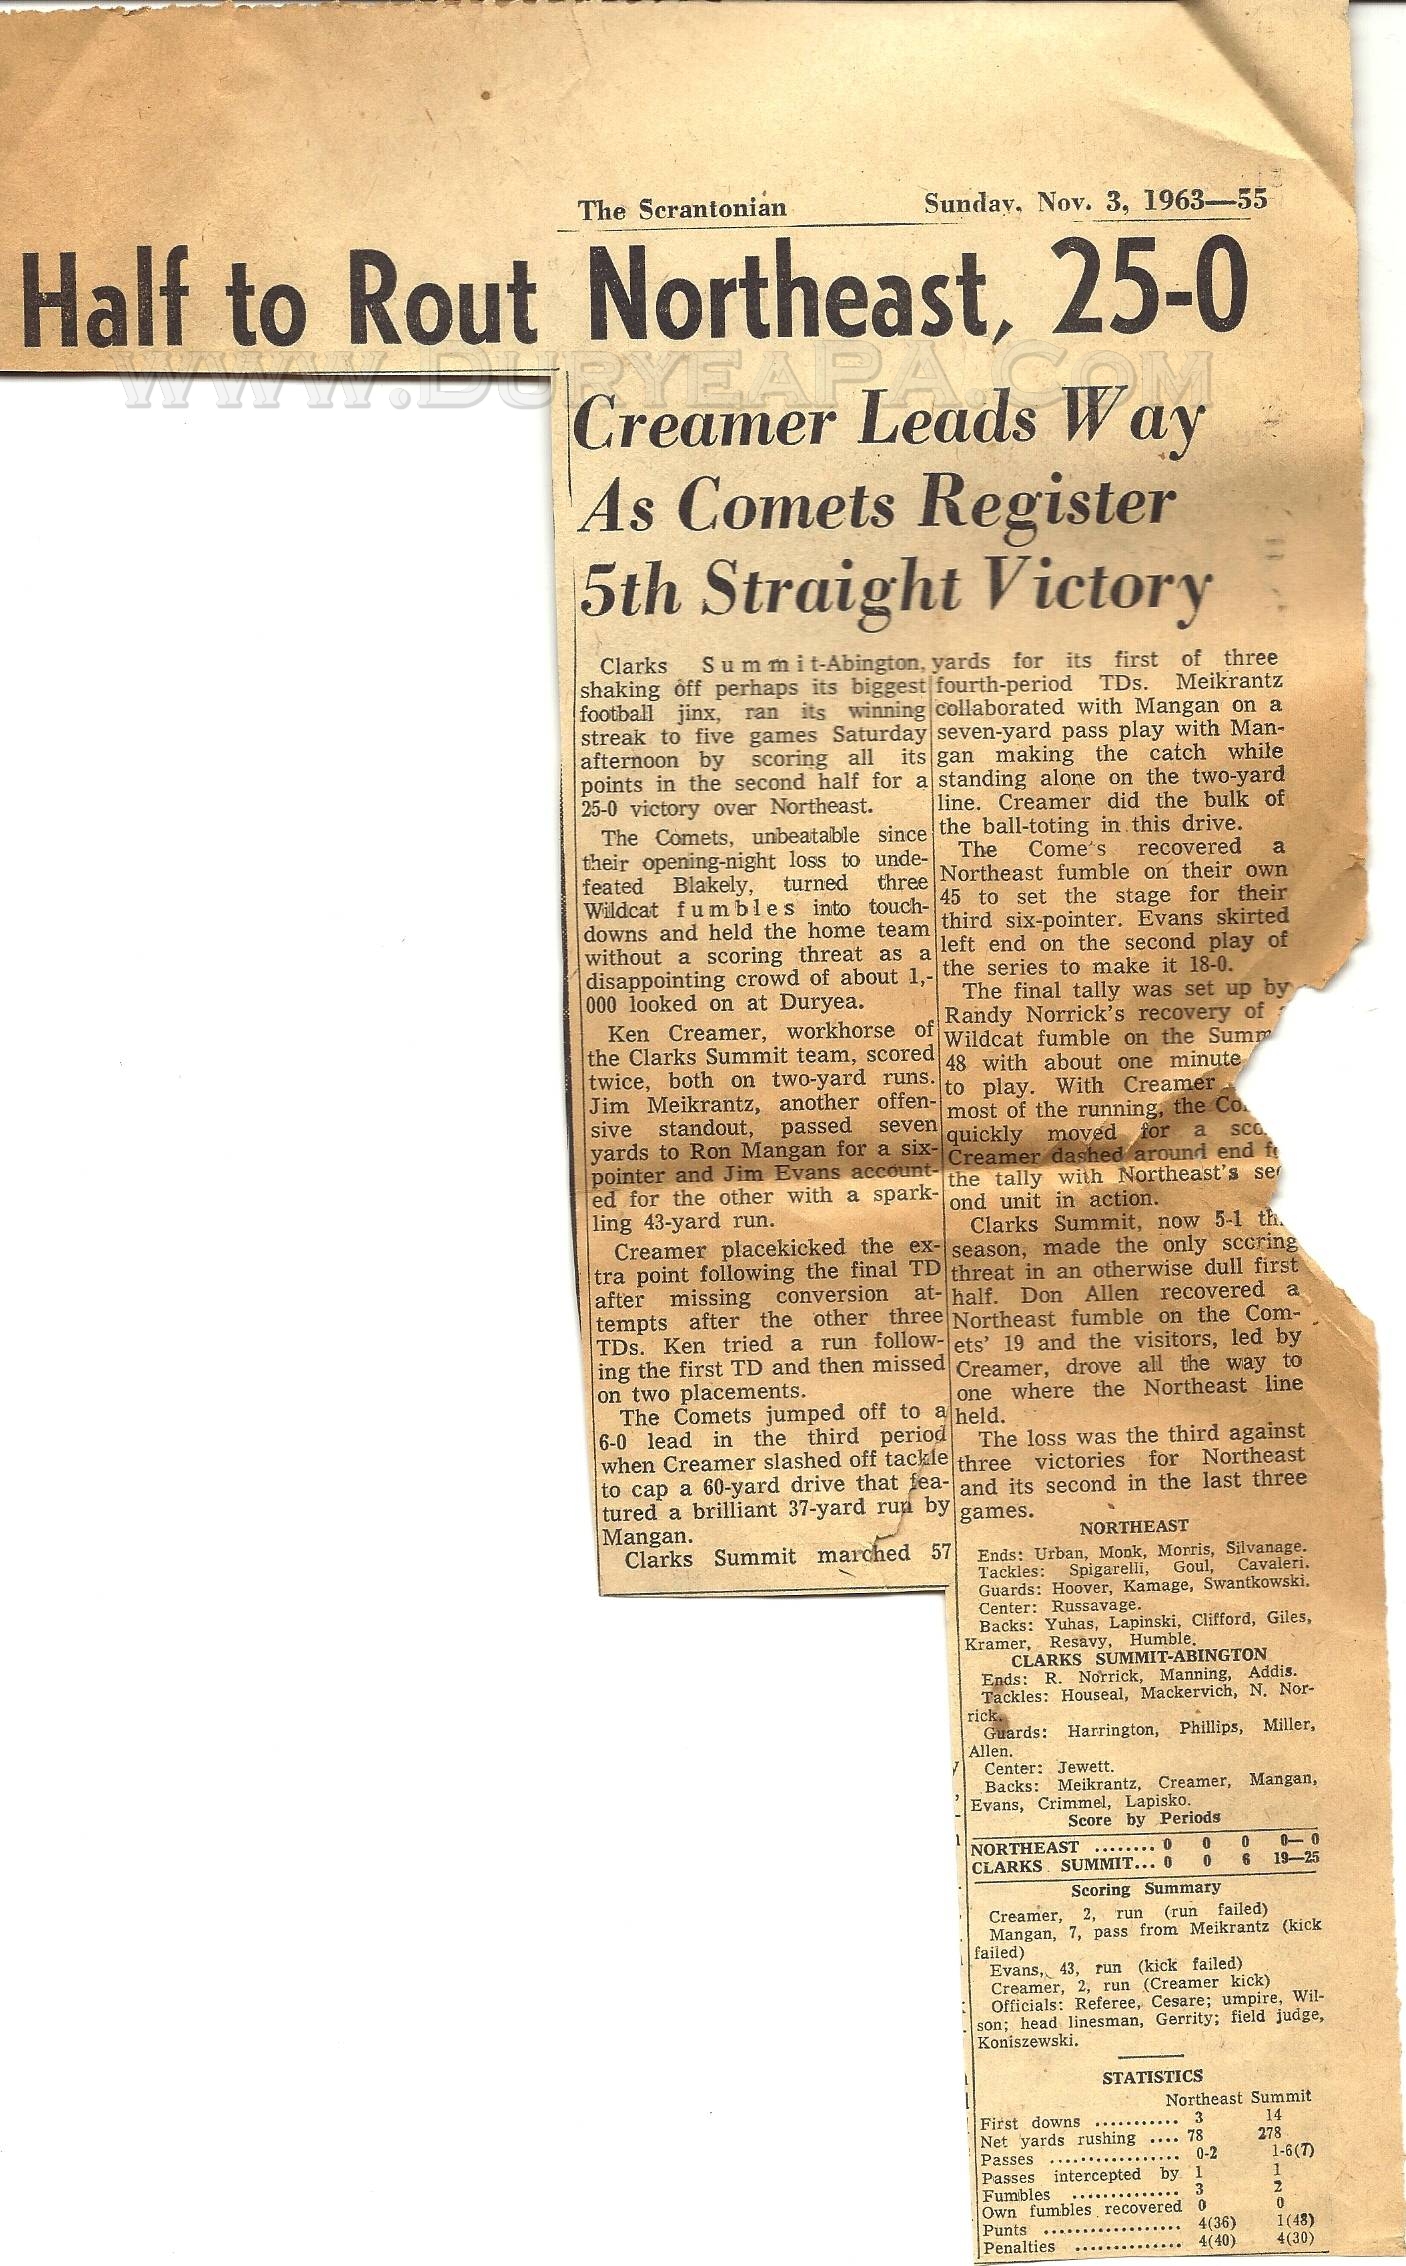 The Scrantonian Sunday, Nov. 3, 1963—55
Half to Rout Northeast, 25-0
www.DuryeaPA.com
Creamer Leads Way
As Comets Register
5th Straight Victory
Clarks Summit-Abington,
shaking off perhaps its biggest
football jinx, ran its winning
streak to five games Saturday
afternoon by scoring all its
points in the second half for a
25-0 victory over Northeast.
The Comets, unbeatable since
their opening-night loss to unde-
feated Blakely, turned three
Wildcat fumbles into touch-
downs and held the home team
without a scoring threat as a
disappointing crowd of about 1,-
000 looked on at Duryea.
Ken Creamer, workhorse of
the Clarks Summit team, scored
twice, both on two-yard runs.
Jim Meikrantz, another offen-
sive standout, passed seven
yards to Ron Mangan for a six-
pointer and Jim Evans account-
ed for the other with a spark-
ling 43-yard run.
Creamer placekicked the ex-
tra point following the final TD
after missing conversion at-
tempts after the other three
TDs. Ken tried a run follow-
ing the first TD and then missed
on two placements.
The Comets jumped off to a
6-0 lead in the third period
when Creamer slashed off tackle
to cap a 60-yard drive that fea-
tured a brilliant 37-yard run by
Mangan.
Clarks Summit marched 57
yards for its first of three
fourth-period TDs. Meikrantz
collaborated with Mangan on a
seven-yard pass play with Man-
gan making the catch while
standing alone on the two-yard
line. Creamer did the bulk of
the ball-toting in this drive.
The Come's recovered a
Northeast fumble on their own
45 to set the stage for their
third six-pointer. Evans skirted
left end on the second play of
the series to make it 18-0.
The final tally was set up by
Randy Norrick's recovery of
Wildcat fumble on the Summ
48 with about one minute
to play. With Creamer
most of the running, the Co
quickly moved for a sco
Creamer dashed around end f
the tally with Northeast's sec
ond unit in action.
Clarks Summit, now 5-1 th
season, made the only scoring
threat in an otherwise dull first
half. Don Allen recovered a
Northeast fumble on the Com-
ets' 19 and the visitors, led by
Creamer, drove all the way to
one where the Northeast line
held.
The loss was the third against
three victories for Northeast
and its second in the last three
games.
NORTHEAST
Ends: Urban, Monk, Morris, Silvanage.
Tackles: Spigarelli, Goul, Cavaleri.
Guards: Hoover, Kamage, Swantkowski.
Center: Russavage.
Backs: Yuhas, Lapinski, Clifford, Giles,
Kramer, Resavy, Humble.
CLARKS SUMMIT-ABINGTON
Ends: R. Norrick, Manning, Addis.
Tackles: Houseal, Mackervich, N. Nor-
rick.
Guards: Harrington, Phillips, Miller,
Allen.
Center: Jewett.
Backs: Meikrantz, Creamer, Mangan,
Evans, Crimmel, Lapisko.
Score by Periods
NORTHEAST ........ 0 0 0 0— 0
CLARKS SUMMIT... 0 0 6 19—25
Scoring Summary
Creamer, 2, run (run failed)
Mangan, 7, pass from Meikrantz (kick
failed)
Evans, 43, run (kick failed)
Creamer, 2, run (Creamer kick)
Officials: Referee, Cesare; umpire, Wil-
son; head linesman, Gerrity; field judge,
Koniszewski.
STATISTICS
Northeast Summit
First downs ........... 3 14
Net yards rushing .... 78 278
Passes ................. 0-2 1-6(7)
Passes intercepted by 1 1
Fumbles .............. 3 2
Own fumbles recovered 0 0
Punts .................. 4(36) 1(48)
Penalties .............. 4(40) 4(30)